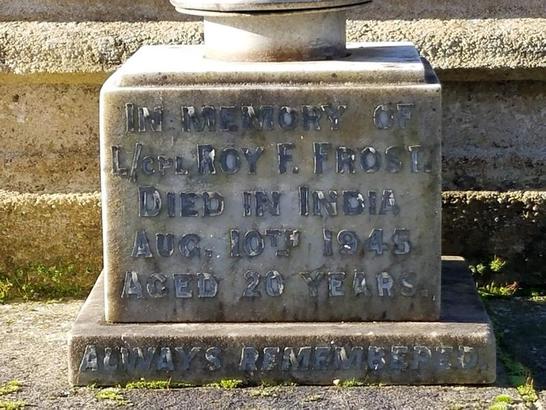 IN MEMORY OF
L/CPL ROY F. FROST.
DIED IN INDIA
AUG. 10TH 1945
AGED 20 YEARS.
ALWAYS REMEMBERED.